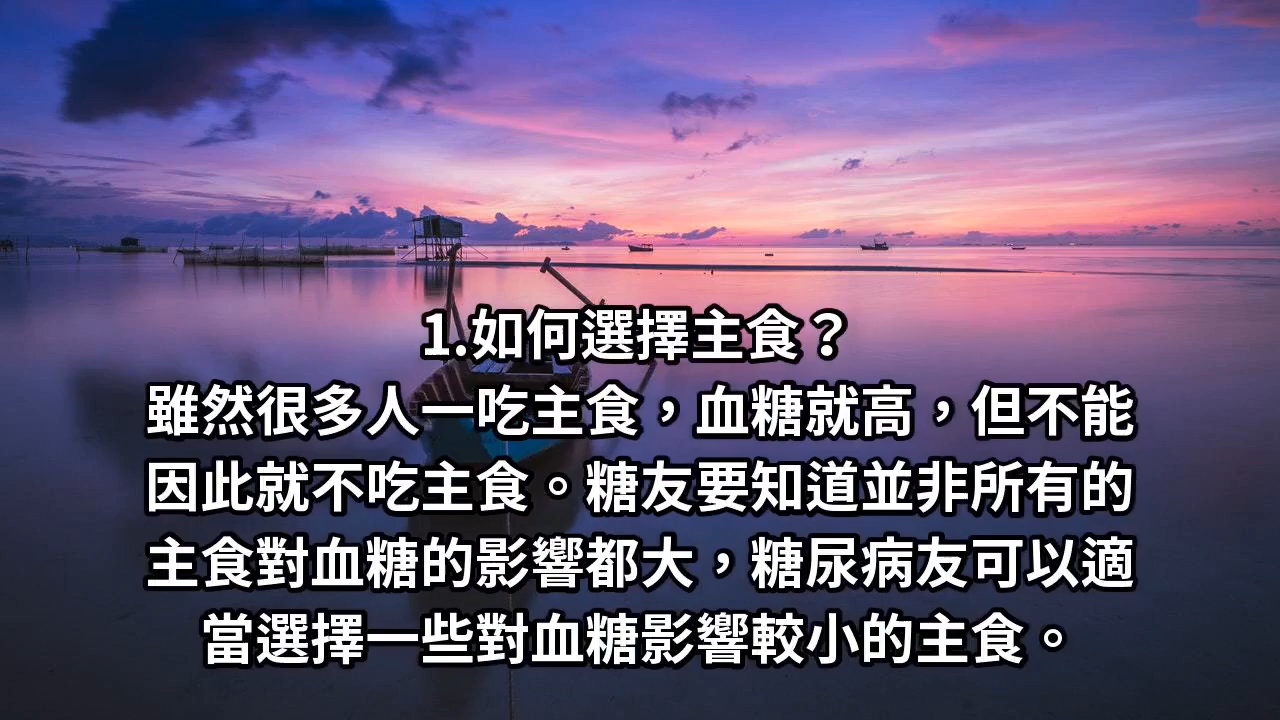 1.如何選擇主食？
雖然很多人一吃主食，血糖就高，但不能
因此就不吃主食。糖友要知道並非所有的
主食對血糖的影響都大，糖尿病友可以適
當選擇一些對血糖影響較小的主食。